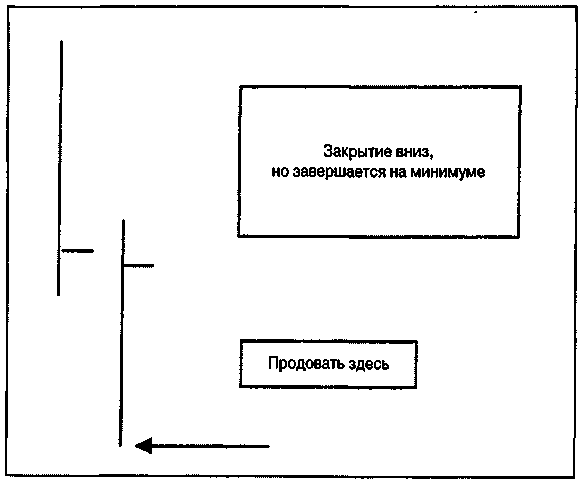 Закрытие вниз,
но завершается на минимуме
Продовать здесь